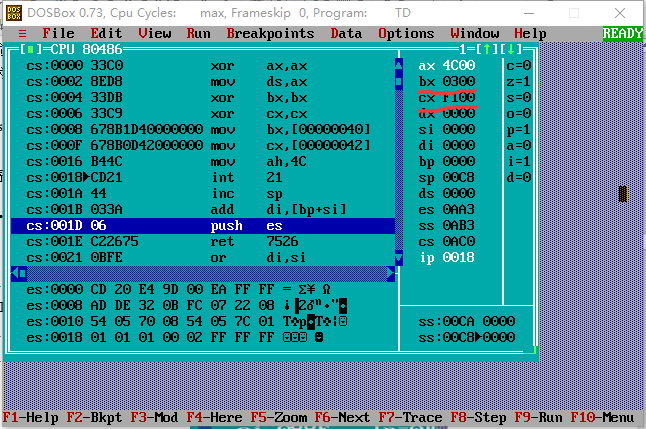 DOSBox 0.73, Cpu Cycles: max, Frameskip 0, Program: TD
≡ File Edit View Run Breakpoints Data Options Window Help READY
[■]=CPU 80486 1=[↑][↓]
cs:0000 33C0 xor ax,ax
cs:0002 8ED8 mov ds,ax
cs:0004 33DB xor bx,bx
cs:0006 33C9 xor cx,cx
cs:0008 678B1D40000000 mov bx,[00000040]
cs:000F 678B0D42000000 mov cx,[00000042]
cs:0016 B44C mov ah,4C
cs:0018►CD21 int 21
cs:001A 44 inc sp
cs:001B 033A add di,[bp+si]
cs:001D 06 push es
cs:001E C22675 ret 7526
cs:0021 0BFE or di,si
ax 4C00 c=0
bx 0300 z=1
cx F100 s=0
dx 0000 o=0
si 0000 p=1
di 0000 a=0
bp 0000 i=1
sp 00C8 d=0
ds 0000
es 0AA3
ss 0AB3
cs 0AC0
ip 0018
es:0000 CD 20 E4 9D 00 EA FF FF = Σ¥ Ω
es:0008 AD DE 32 0B FC 07 22 08
es:0010 54 05 70 08 54 05 7C 01
es:0018 01 01 01 00 02 FF FF FF
ss:00CA 0000
ss:00C8►0000
F1-Help F2-Bkpt F3-Mod F4-Here F5-Zoom F6-Next F7-Trace F8-Step F9-Run F10-Menu